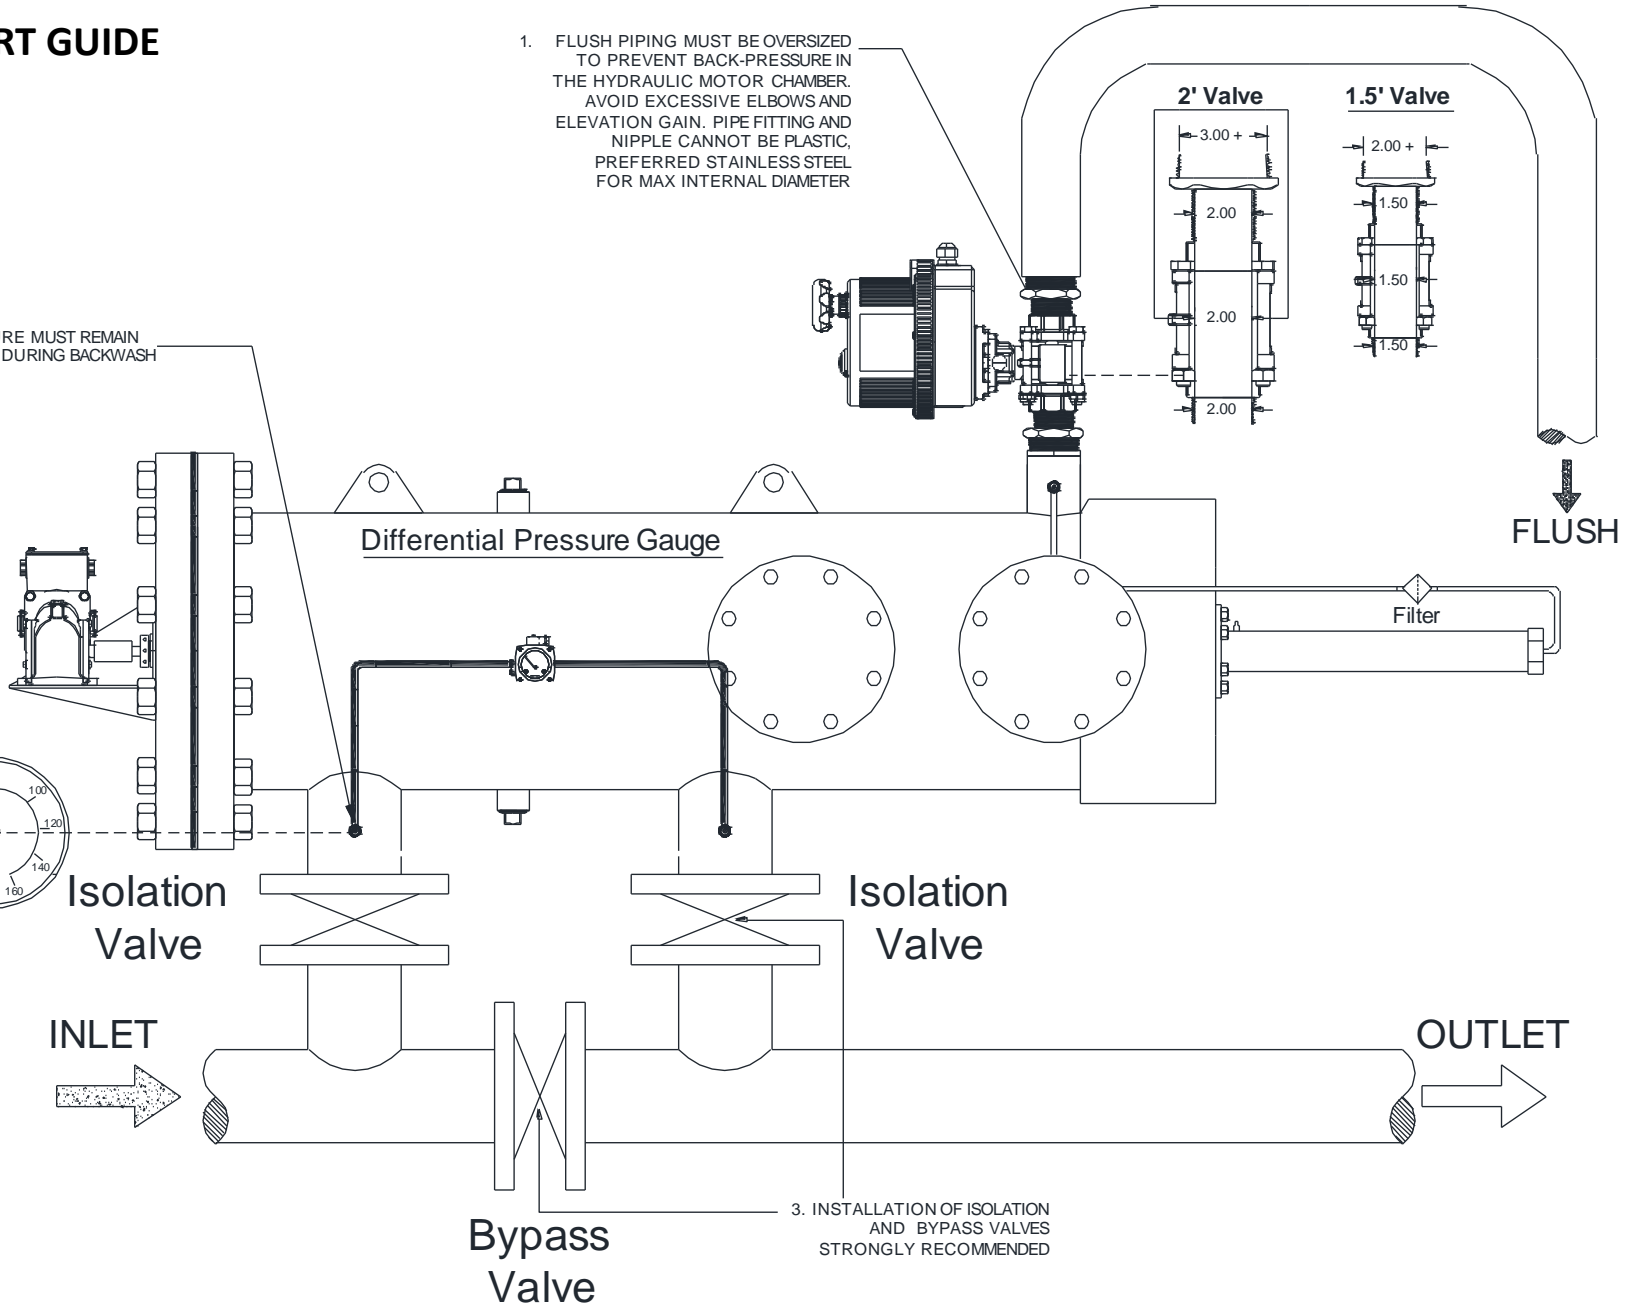 RT GUIDE
1. FLUSH PIPING MUST BE OVERSIZED
TO PREVENT BACK-PRESSURE IN
THE HYDRAULIC MOTOR CHAMBER.
AVOID EXCESSIVE ELBOWS AND
ELEVATION GAIN. PIPE FITTING AND
NIPPLE CANNOT BE PLASTIC,
PREFERRED STAINLESS STEEL
FOR MAX INTERNAL DIAMETER
2' Valve
1.5' Valve
3.00 +
2.00 +
2.00
1.50
2.00
1.50
2.00
1.50
RE MUST REMAIN
DURING BACKWASH
FLUSH
Differential Pressure Gauge
Filter
100
120
140
160
Isolation
Valve
Isolation
Valve
INLET
OUTLET
3. INSTALLATION OF ISOLATION
AND BYPASS VALVES
STRONGLY RECOMMENDED
Bypass
Valve